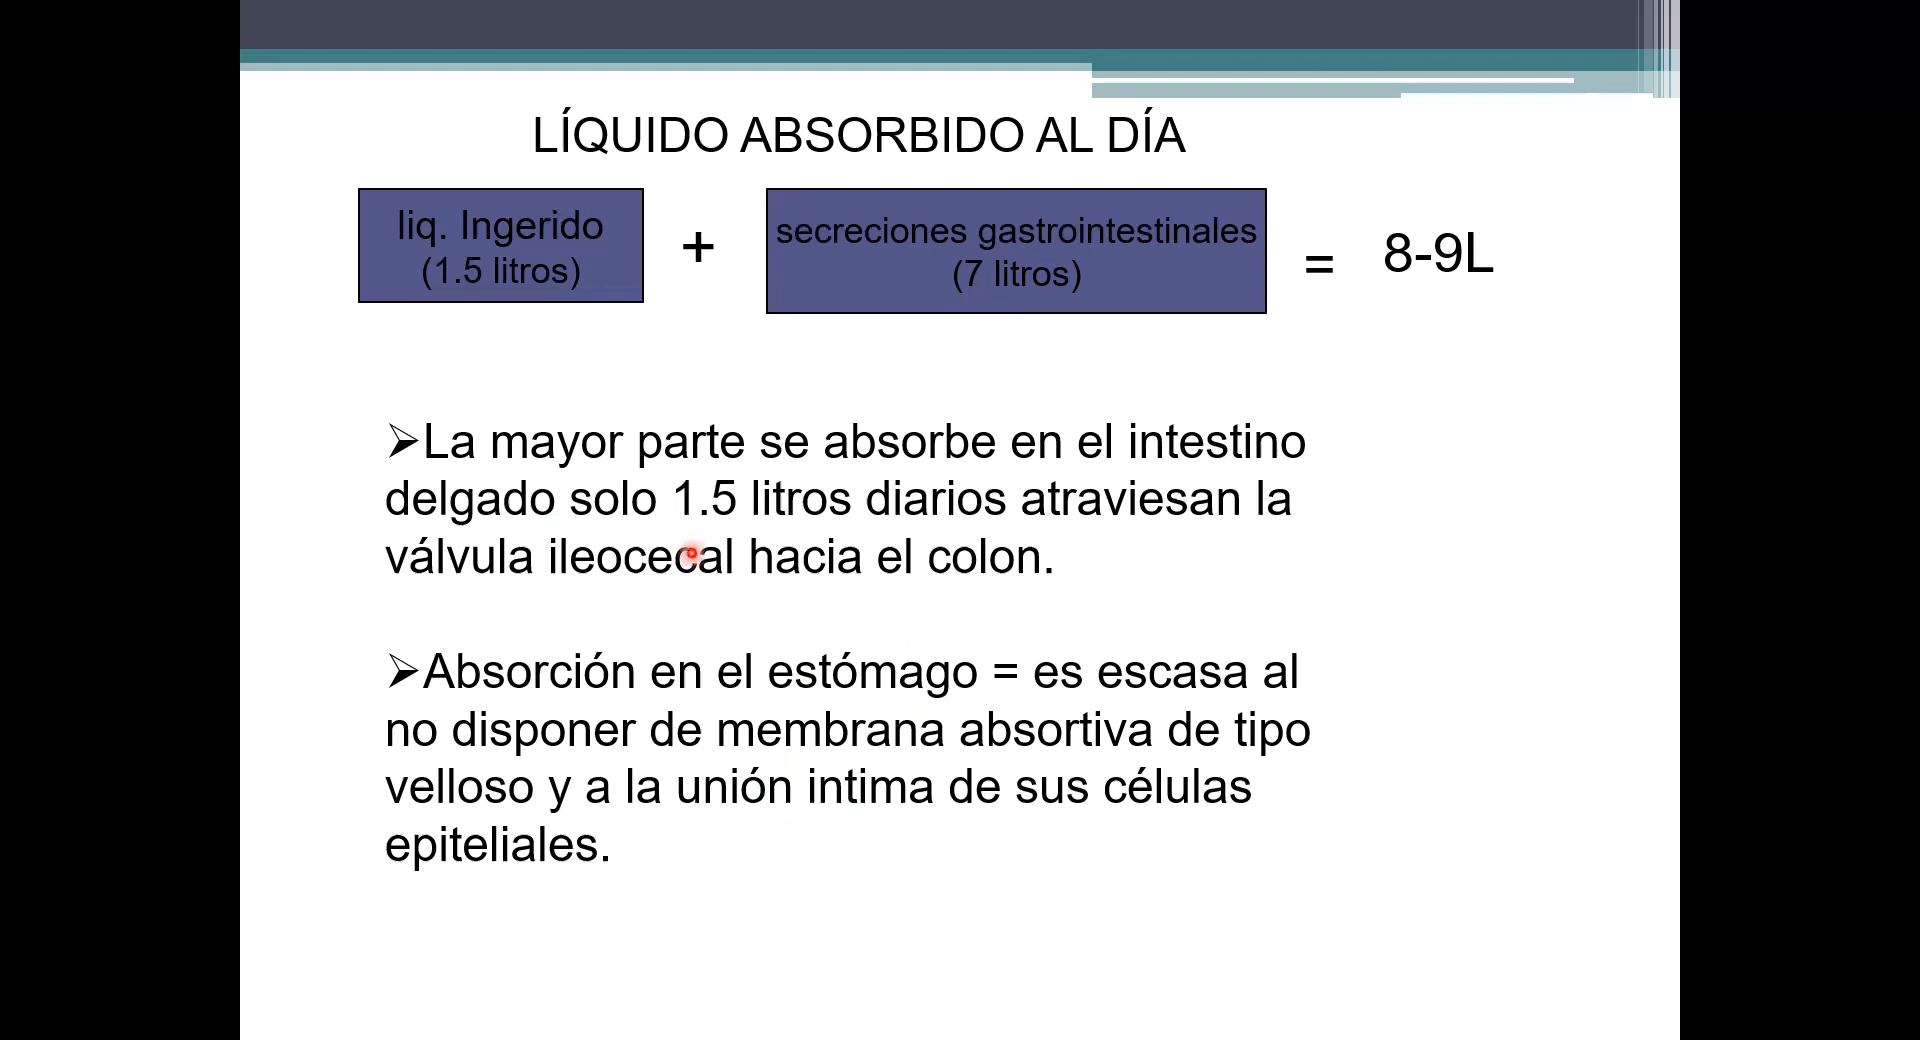 LÍQUIDO ABSORBIDO AL DÍA
liq. Ingerido
(1.5 litros)
+
secreciones gastrointestinales
(7 litros)
=
8-9L
➢La mayor parte se absorbe en el intestino
delgado solo 1.5 litros diarios atraviesan la
válvula ileocecal hacia el colon.
➢Absorción en el estómago = es escasa al
no disponer de membrana absortiva de tipo
velloso y a la unión intima de sus células
epiteliales.